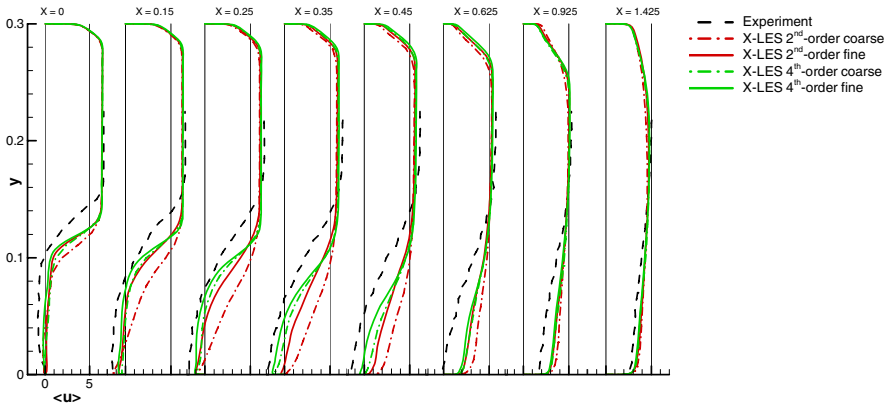 X = 0
X = 0.15
X = 0.25
X = 0.35
X = 0.45
X = 0.625
X = 0.925
X = 1.425
Experiment
X-LES 2nd-order coarse
X-LES 2nd-order fine
X-LES 4th-order coarse
X-LES 4th-order fine
0.3
0.2
y
0.1
0
0
5
<u>